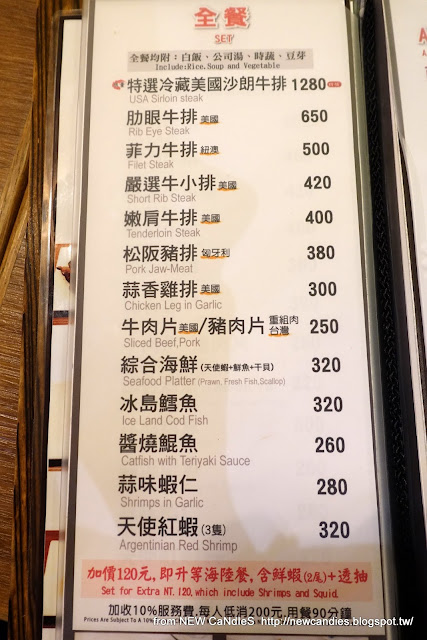 全餐
SET
全餐均附：白飯、公司湯、時蔬、豆芽
Include:Rice,Soup and Vegetable
特選冷藏美國沙朗牛排 1280
USA Sirloin steak
肋眼牛排 美國 650
Rib Eye Steak
菲力牛排 紐澳 500
Filet Steak
嚴選牛小排 美國 420
Short Rib Steak
嫩肩牛排 美國 400
Tenderloin Steak
松阪豬排 匈牙利 380
Pork Jaw-Meat
蒜香雞排 美國 300
Chicken Leg in Garlic
牛肉片 美國/豬肉片 重組肉 台灣 250
Sliced Beef,Pork
綜合海鮮 (天使蝦+鮮魚+干貝) 320
Seafood Platter (Prawn, Fresh Fish,Scallop)
冰島鱈魚 320
Ice Land Cod Fish
醬燒鯤魚 260
Catfish with Teriyaki Sauce
蒜味蝦仁 280
Shrimps in Garlic
天使紅蝦 (3隻) 320
Argentinian Red Shrimp
加價120元，即升等海陸餐，含鮮蝦(2尾)+透抽
Set for Extra NT. 120, which include Shrimps and Squid.
加收10%服務費，每人低消200元，用餐90分鐘
Prices Are Subject To A 10%
from NEW CaNdIeS http://newcandies.blogspot.tw/